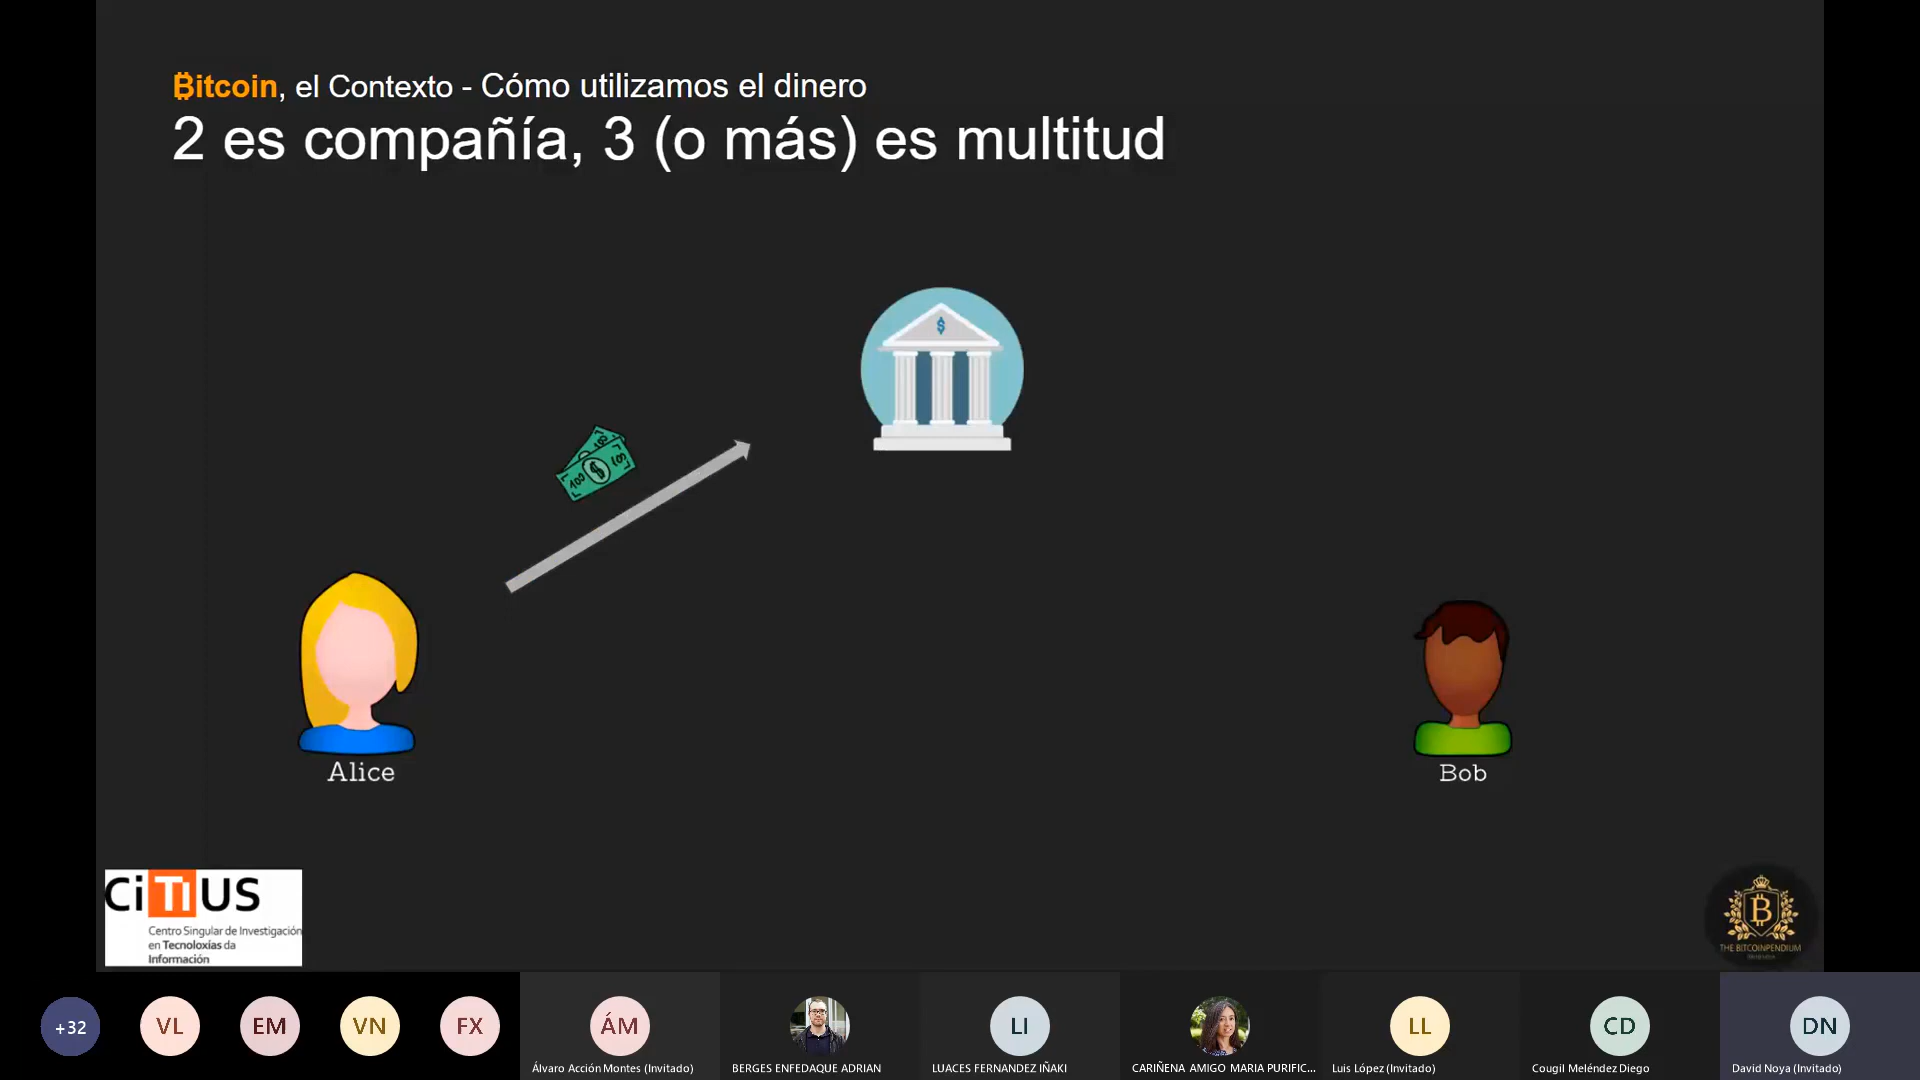 ₿itcoin, el Contexto - Cómo utilizamos el dinero
2 es compañía, 3 (o más) es multitud
$
100
$
100
Alice
Bob
CiTIUS
Centro Singular de Investigación
en Tecnoloxías da
Información
B
THE BITCOINPENDIUM
+32
VL
EM
VN
FX
ÁM
LI
LL
CD
DN
Álvaro Acción Montes (Invitado)
BERGES ENFEDAQUE ADRIAN
LUACES FERNANDEZ IÑAKI
CARIÑENA AMIGO MARIA PURIFIC...
Luis López (Invitado)
Cougil Meléndez Diego
David Noya (Invitado)